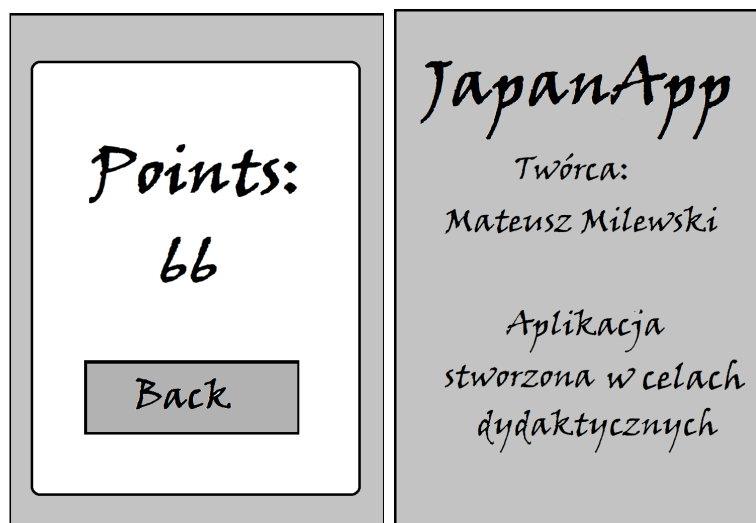 Points:
66
Back
JapanApp
Twórca:
Mateusz Milewski
Aplikacja
stworzona w celach
dydaktycznych